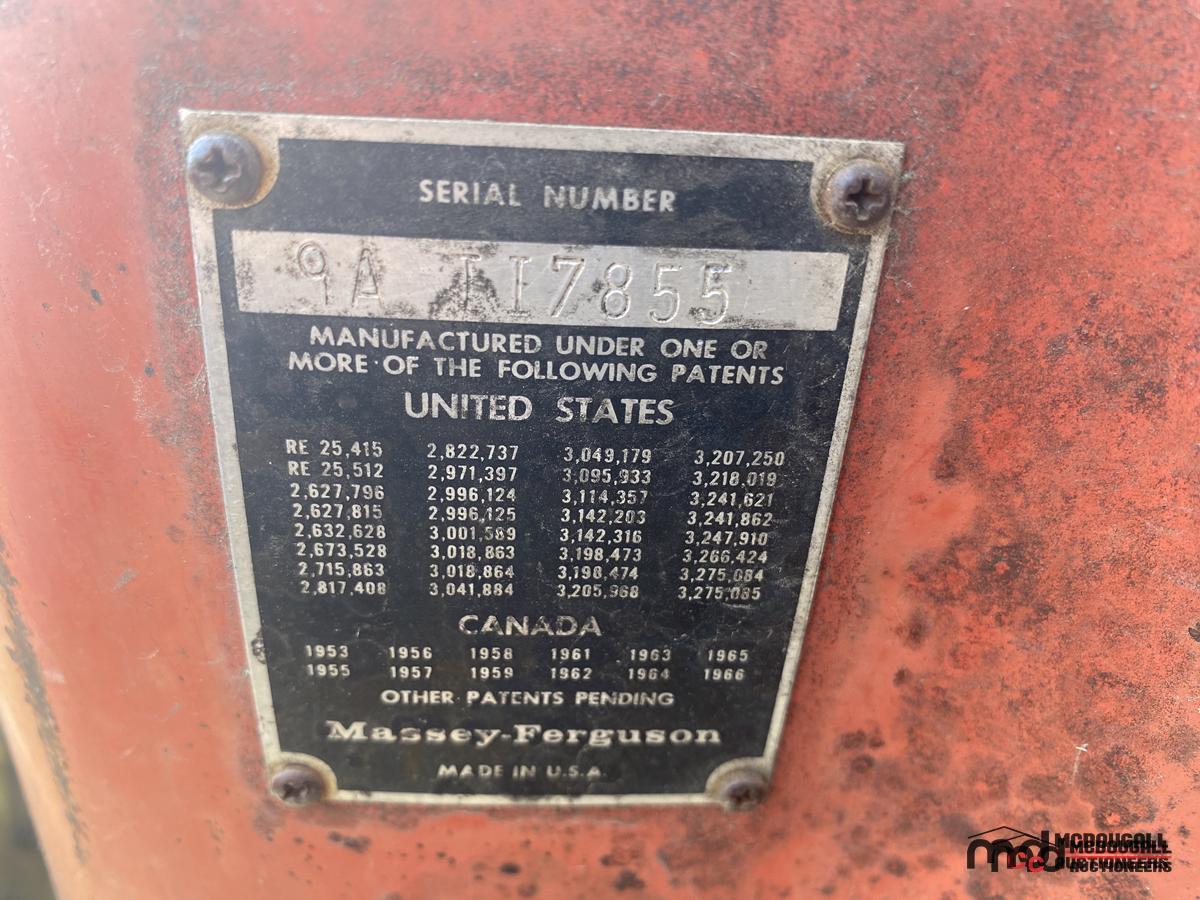 SERIAL NUMBER
9A 117855
MANUFACTURED UNDER ONE OR
MORE OF THE FOLLOWING PATENTS
UNITED STATES
RE 25,415 2,822,737 3,049,179 3,207,250
RE 25,512 2,971,397 3,095,933 3,218,019
2,627,796 2,996,124 3,114,357 3,241,621
2,627,815 2,996,125 3,142,203 3,241,862
2,632,628 3,001,589 3,142,316 3,247,910
2,673,528 3,018,863 3,198,473 3,266,424
2,715,863 3,018,864 3,198,474 3,275,084
2,817,408 3,041,884 3,205,968 3,275,085
CANADA
1953 1956 1958 1961 1963 1965
1955 1957 1959 1962 1964 1966
OTHER PATENTS PENDING
Massey-Ferguson
MADE IN U.S.A.
MCDOUGALL
AUCTIONEERS